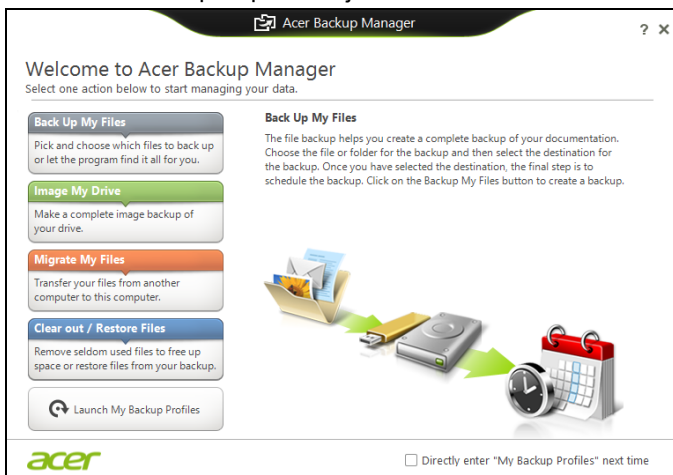 Acer Backup Manager
? X
Welcome to Acer Backup Manager
Select one action below to start managing your data.
Back Up My Files
Pick and choose which files to back up
or let the program find it all for you.
Image My Drive
Make a complete image backup of
your drive.
Migrate My Files
Transfer your files from another
computer to this computer.
Clear out / Restore Files
Remove seldom used files to free up
space or restore files from your backup.
Launch My Backup Profiles
Back Up My Files
The file backup helps you create a complete backup of your documentation.
Choose the file or folder for the backup and then select the destination for
the backup. Once you have selected the destination, the final step is to
schedule the backup. Click on the Backup My Files button to create a backup.
acer
Directly enter "My Backup Profiles" next time